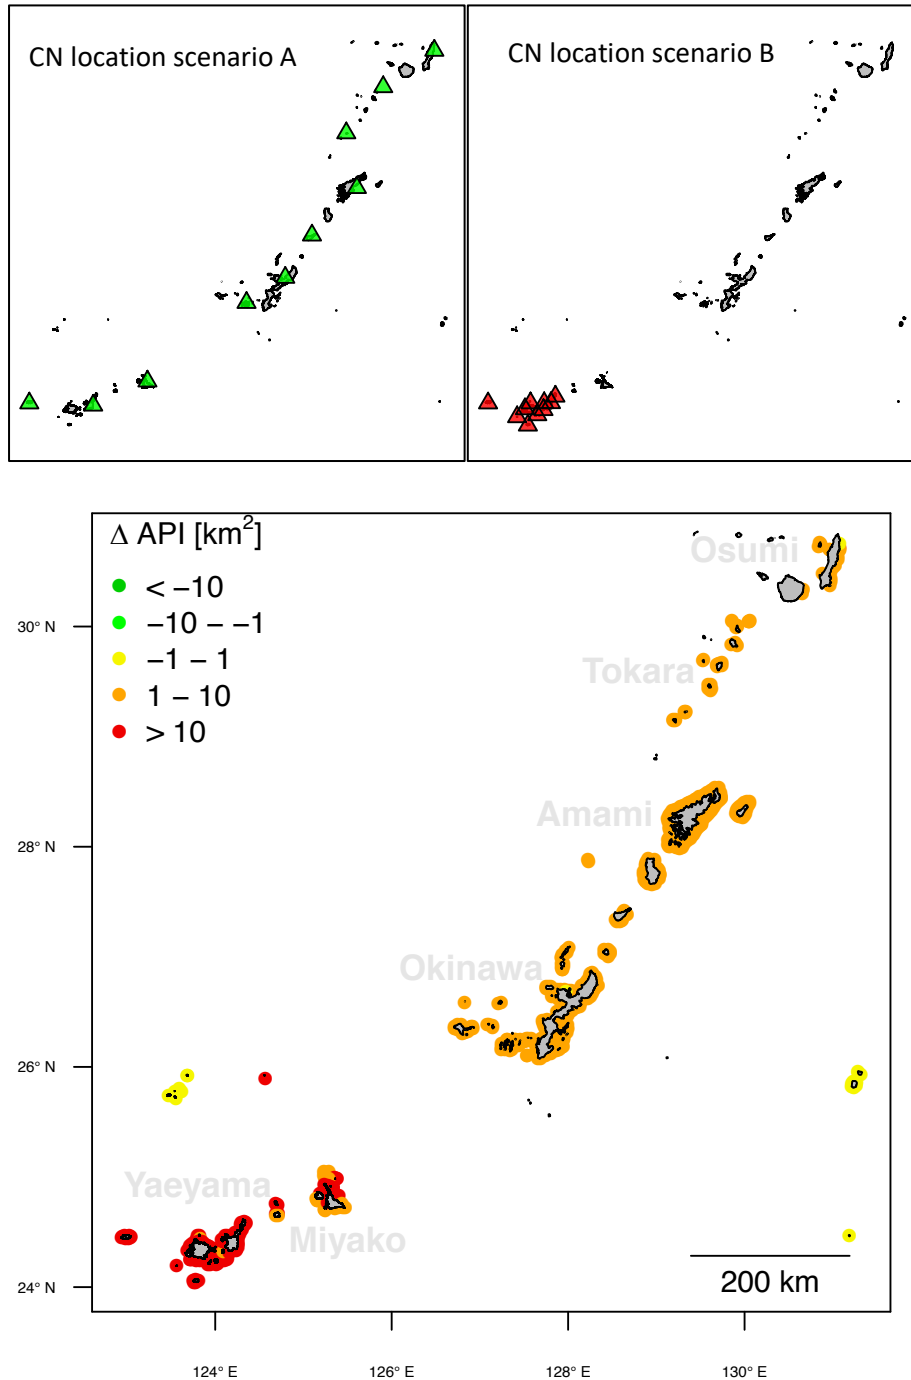 CN location scenario A
CN location scenario B
Δ API [km²]
< −10
−10 − −1
−1 − 1
1 − 10
> 10
Osumi
Tokara
Amami
Okinawa
Yaeyama
Miyako
30° N
28° N
26° N
24° N
200 km
124° E
126° E
128° E
130° E